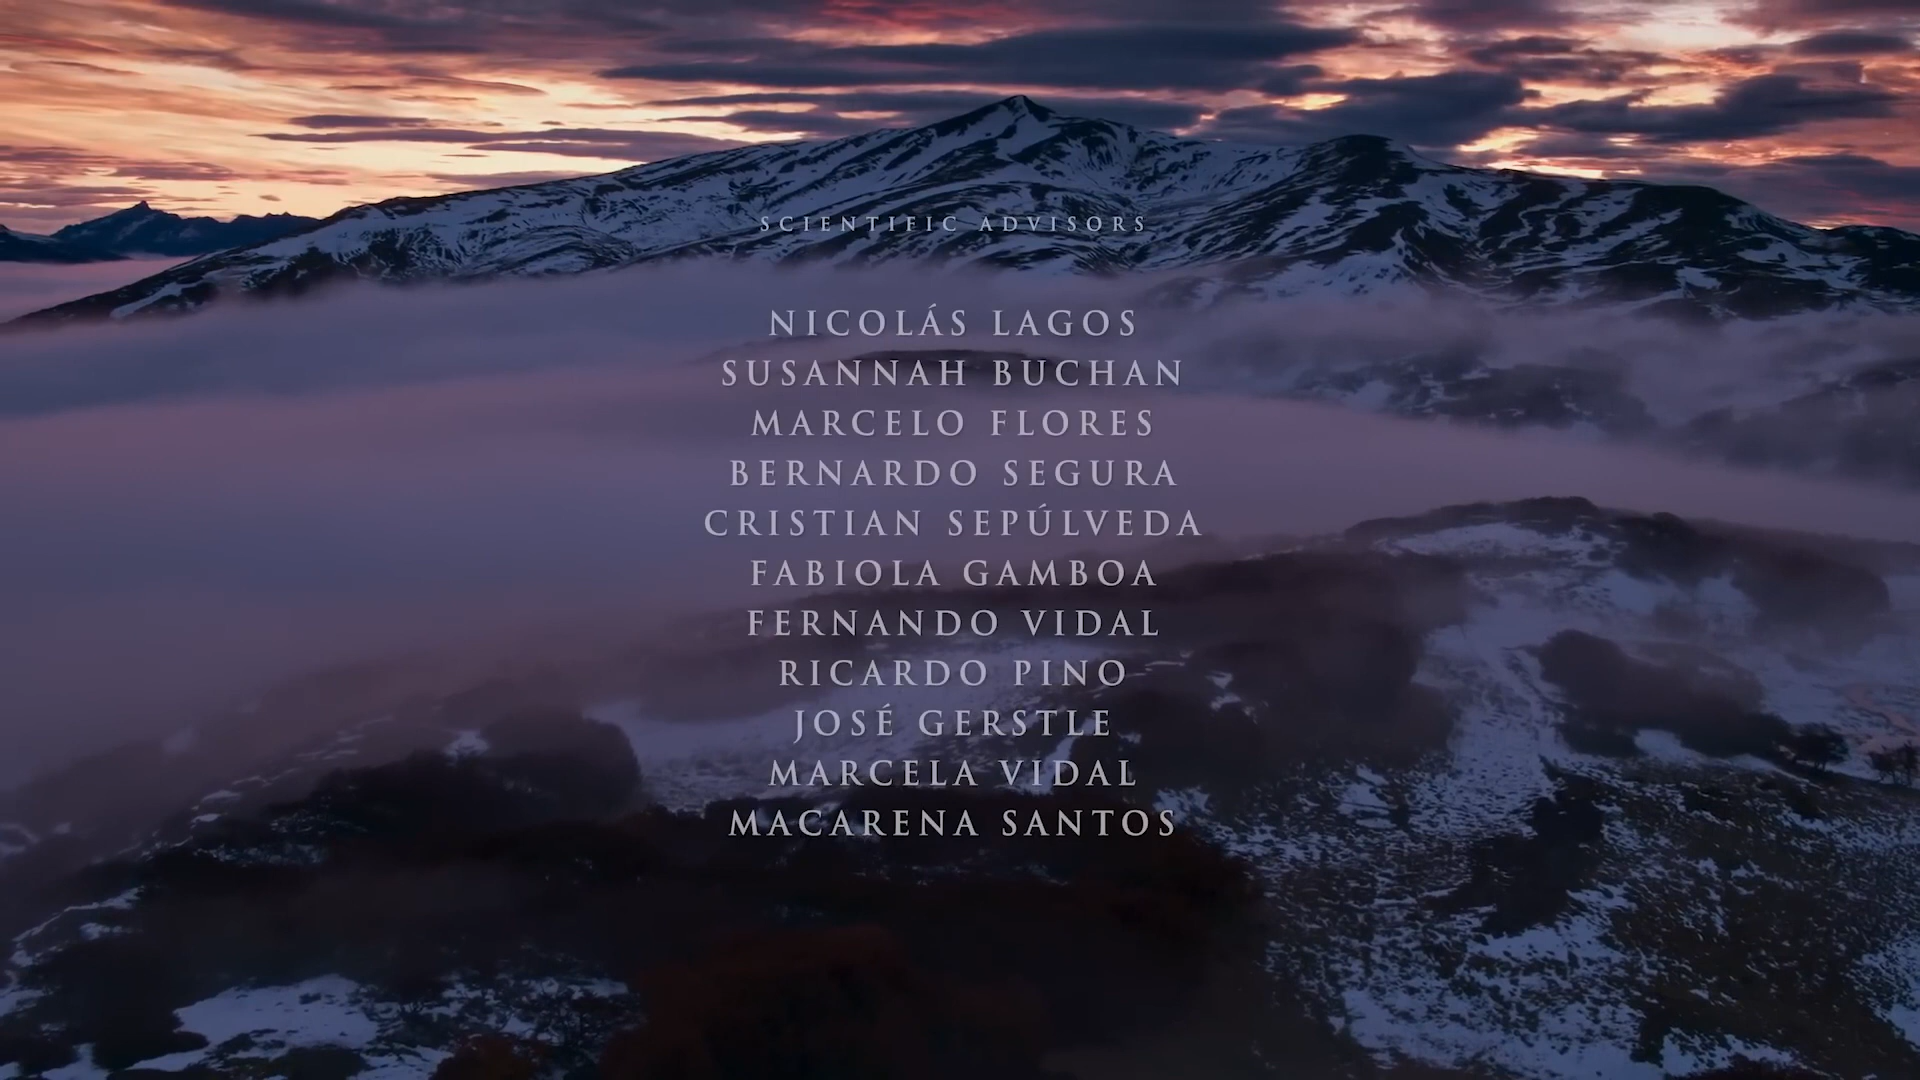 SCIENTIFIC ADVISORS
NICOLÁS LAGOS
SUSANNAH BUCHAN
MARCELO FLORES
BERNARDO SEGURA
CRISTIAN SEPÚLVEDA
FABIOLA GAMBOA
FERNANDO VIDAL
RICARDO PINO
JOSÉ GERSTLE
MARCELA VIDAL
MACARENA SANTOS